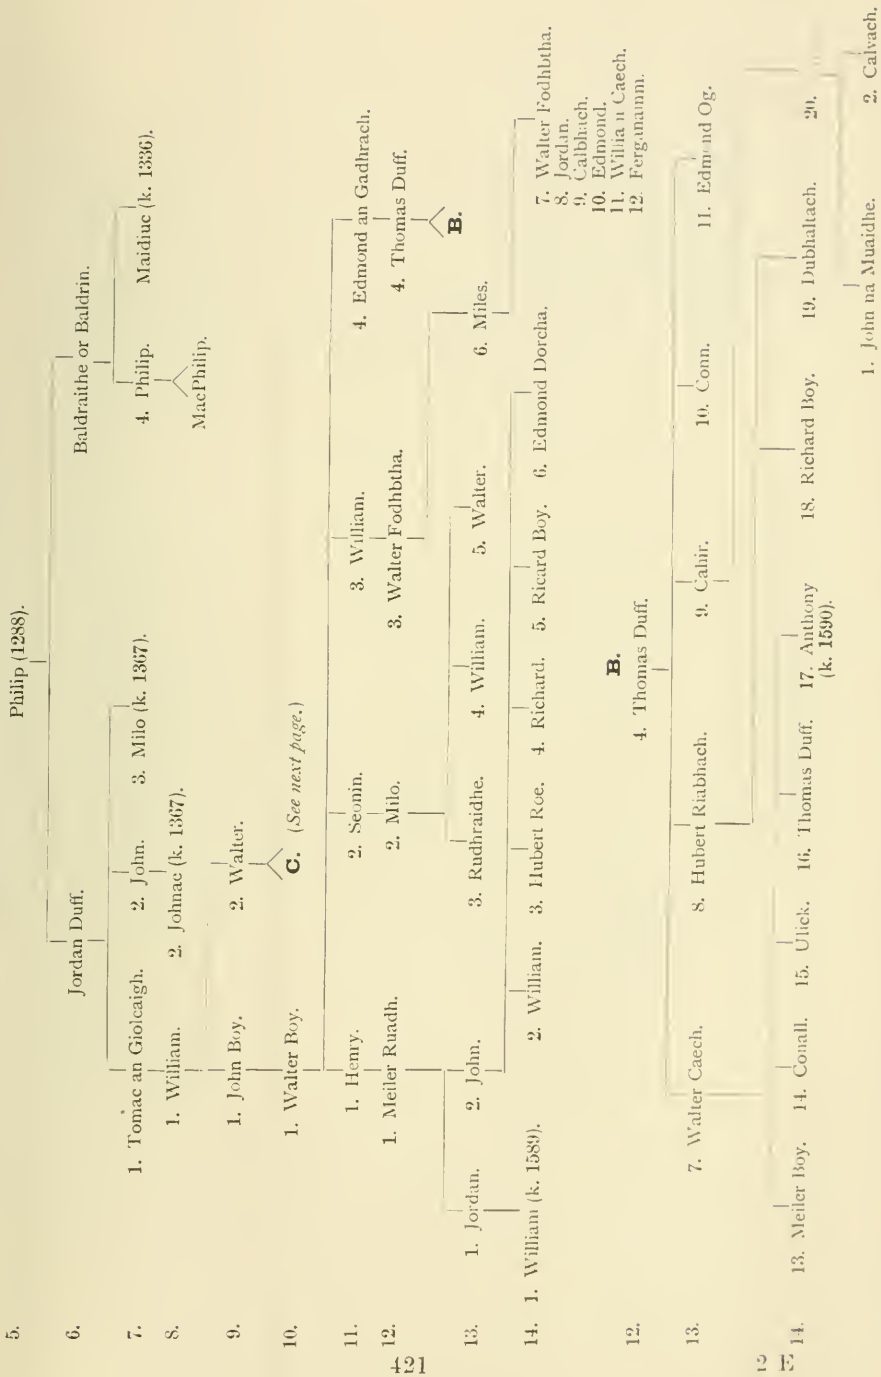 5. Philip (1288).
6. Jordan Duff. Baldraithe or Baldrin.
7. 1. Tomac an Giolcaigh. 2. John. 3. Milo (k. 1367). 4. Philip. Maidiuc (k. 1336).
8. 1. William. 2. Johnac (k. 1367). MacPhilip.
9. 1. John Boy. 2. Walter.
10. 1. Walter Boy. C. (See next page.)
11. 1. Henry. 2. Seonin. 3. William. 4. Edmond an Gadhrach.
12. 1. Meiler Ruadh. 2. Milo. 3. Walter Fodhbtha. 4. Thomas Duff.
B.
13. 1. Jordan. 2. John. 3. Rudhraidhe. 4. William. 5. Walter. 6. Miles.
14. 1. William (k. 1589). 2. William. 3. Hubert Roe. 4. Richard. 5. Ricard Boy. 6. Edmond Dorcha. 7. Walter Fodhbtha.
8. Jordan.
9. Calbhach.
10. Edmond.
11. William Caech.
12. Ferganainm.
B.
12. 4. Thomas Duff.
13. 7. Walter Caech. 8. Hubert Riabhach. 9. Cahir. 10. Conn. 11. Edmond Og.
14. 13. Meiler Boy. 14. Conall. 15. Ulick. 16. Thomas Duff. 17. Anthony (k. 1590). 18. Richard Boy. 19. Dubhaltach. 20.
1. John na Muaidhe. 2. Calvach.
421
2 E